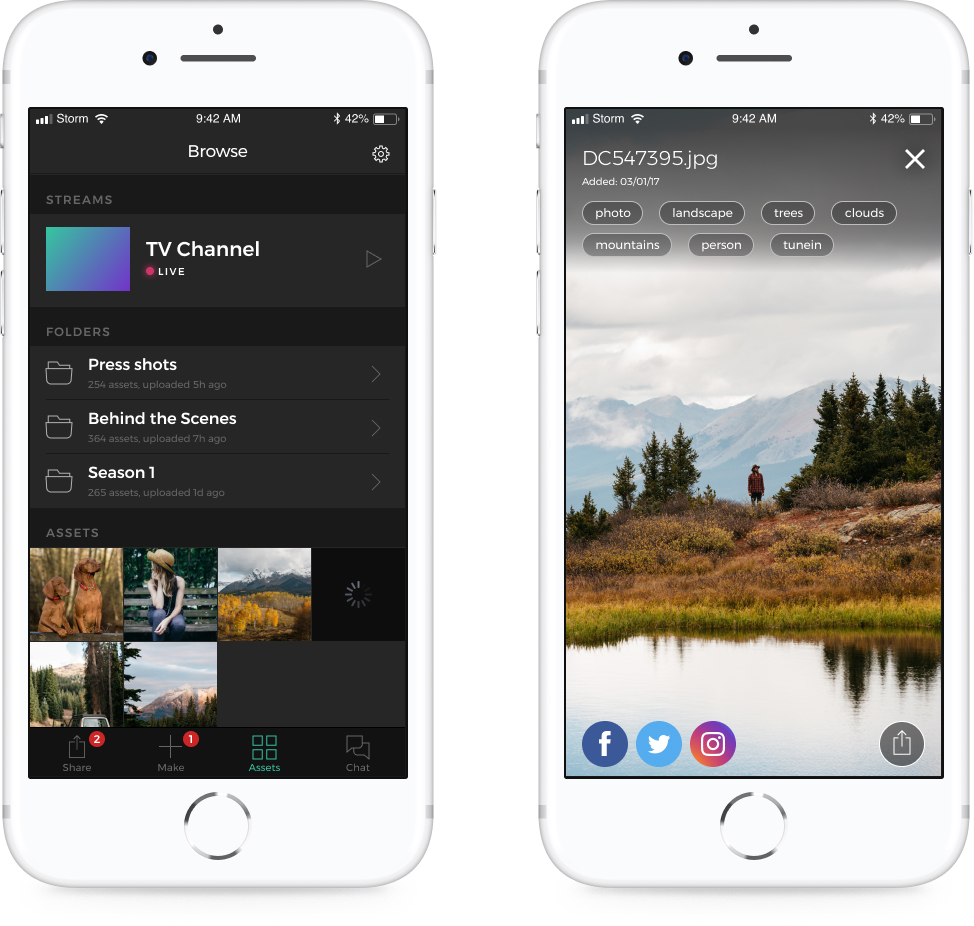 Storm 9:42 AM 42%
Browse
STREAMS
TV Channel
LIVE
FOLDERS
Press shots
254 assets, uploaded 5h ago
Behind the Scenes
364 assets, uploaded 7h ago
Season 1
265 assets, uploaded 1d ago
ASSETS
2 1
Share Make Assets Chat
Storm 9:42 AM 42%
DC547395.jpg
Added: 03/01/17
photo landscape trees clouds
mountains person tunein